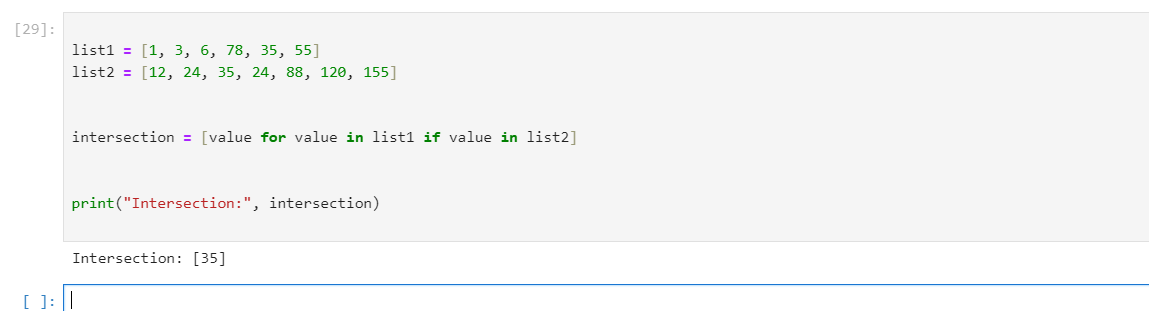 [29]:
list1 = [1, 3, 6, 78, 35, 55]
list2 = [12, 24, 35, 24, 88, 120, 155]
intersection = [value for value in list1 if value in list2]
print("Intersection:", intersection)
Intersection: [35]
[ ]: